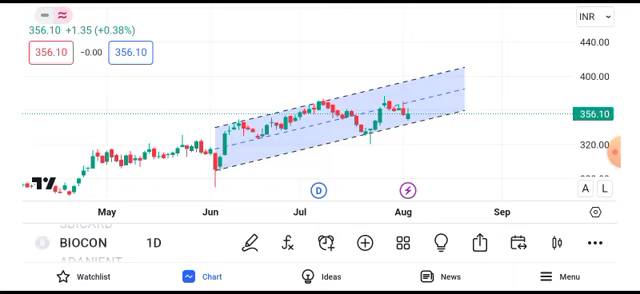 INR
356.10 +1.35 (+0.38%)
356.10 −0.00 356.10
440.00
400.00
356.10
320.00
D
A L
May Jun Jul Aug Sep
BIOCON 1D
ADANIENT
Watchlist Chart Ideas News Menu